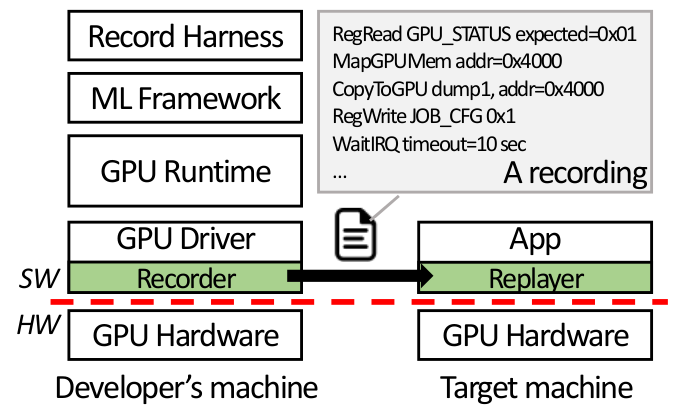 Record Harness
ML Framework
GPU Runtime
GPU Driver
Recorder
SW
HW
GPU Hardware
Developer's machine
RegRead GPU_STATUS expected=0x01
MapGPUMem addr=0x4000
CopyToGPU dump1, addr=0x4000
RegWrite JOB_CFG 0x1
WaitIRQ timeout=10 sec
...
A recording
App
Replayer
GPU Hardware
Target machine